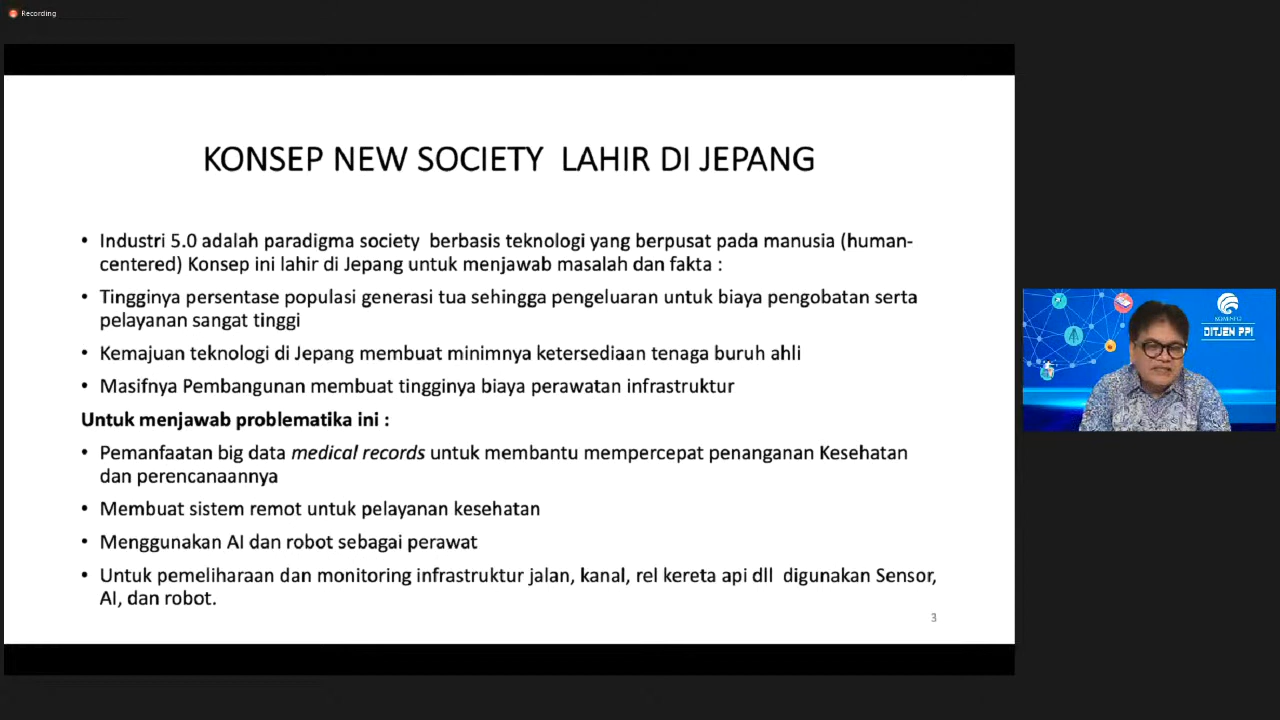 Recording
KONSEP NEW SOCIETY LAHIR DI JEPANG
• Industri 5.0 adalah paradigma society berbasis teknologi yang berpusat pada manusia (human-
centered) Konsep ini lahir di Jepang untuk menjawab masalah dan fakta :
• Tingginya persentase populasi generasi tua sehingga pengeluaran untuk biaya pengobatan serta
pelayanan sangat tinggi
• Kemajuan teknologi di Jepang membuat minimnya ketersediaan tenaga buruh ahli
• Masifnya Pembangunan membuat tingginya biaya perawatan infrastruktur
Untuk menjawab problematika ini :
• Pemanfaatan big data medical records untuk membantu mempercepat penanganan Kesehatan
dan perencanaannya
• Membuat sistem remot untuk pelayanan kesehatan
• Menggunakan AI dan robot sebagai perawat
• Untuk pemeliharaan dan monitoring infrastruktur jalan, kanal, rel kereta api dll digunakan Sensor,
AI, dan robot.
3
KOMINFO
DITJEN PPI